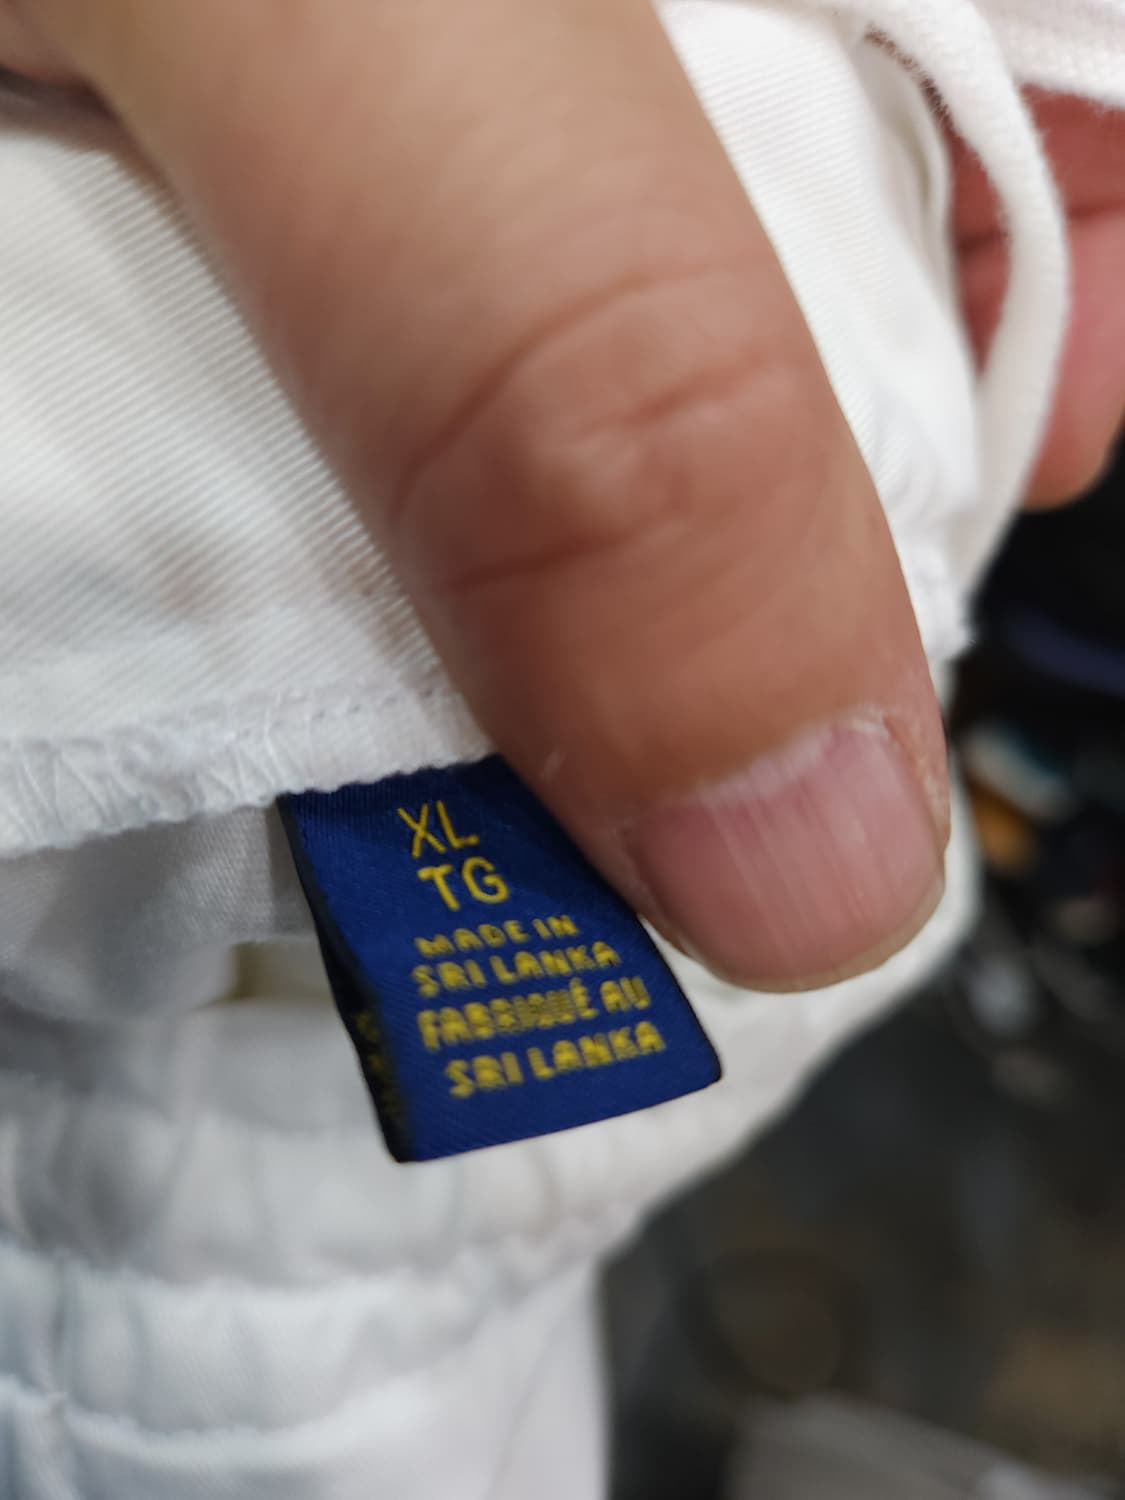 XL
TG
MADE IN
SRI LANKA
FABRIQUÉ AU
SRI LANKA